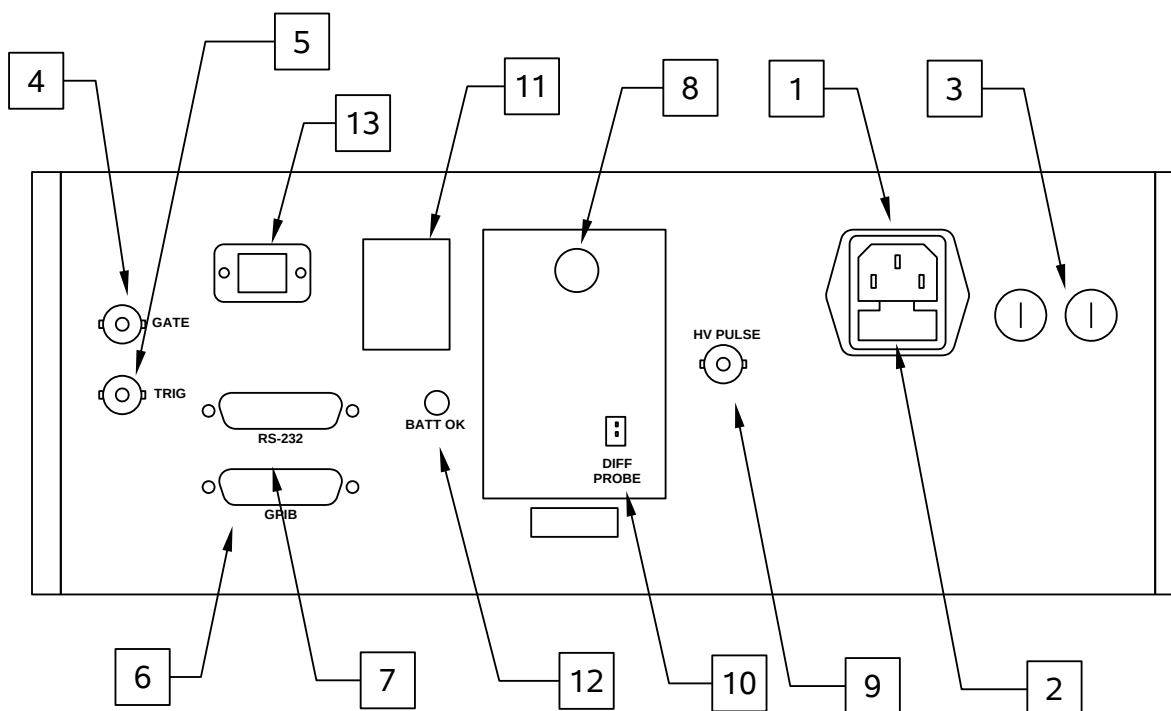 5
4
11
8
1
3
13
GATE
HV PULSE
TRIG
BATT OK
RS-232
DIFF
PROBE
GPIB
6
7
12
10
9
2